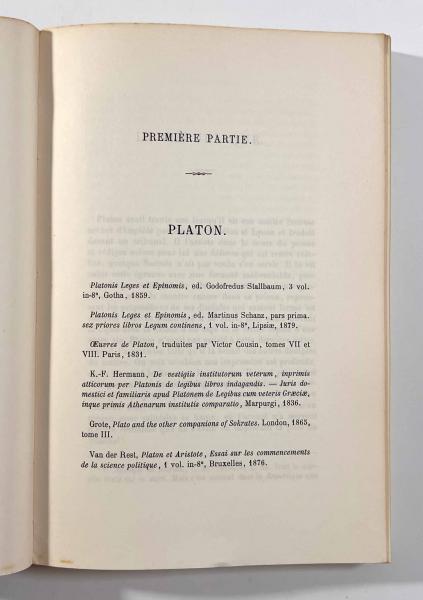 PREMIÈRE PARTIE.
PLATON.
Platonis Leges et Epinomis, ed. Godofredus Stallbaum, 3 vol.
in-8°, Gotha, 1859.
Platonis Leges et Epinomis, ed. Martinus Schanz, pars prima.
sez priores libros Legum continens, 1 vol. in-8°, Lipsiæ, 1879.
Œuvres de Platon, traduites par Victor Cousin, tomes VII et
VIII. Paris, 1831.
K.-F. Hermann, De vestigiis institutorum veterum, inprimis
atticorum per Platonis de legibus libros indagandis. — Iuris do-
mestici et familiaris apud Platonem de Legibus cum veteris Græciæ,
inque primis Athenarum institutis comparatio, Marpurgi, 1836.
Grote, Plato and the other companions of Sokrates. London, 1865,
tome III.
Van der Rest, Platon et Aristote, Essai sur les commencements
de la science politique, 1 vol. in-8°, Bruxelles, 1876.